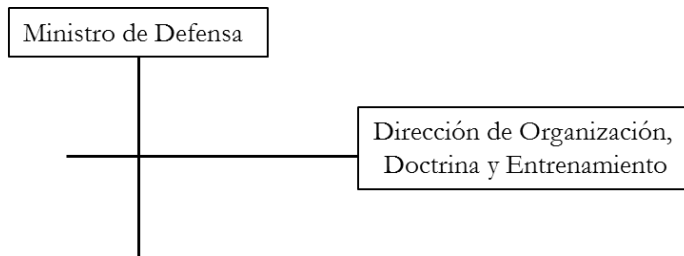 Ministro de Defensa
Dirección de Organización,
Doctrina y Entrenamiento